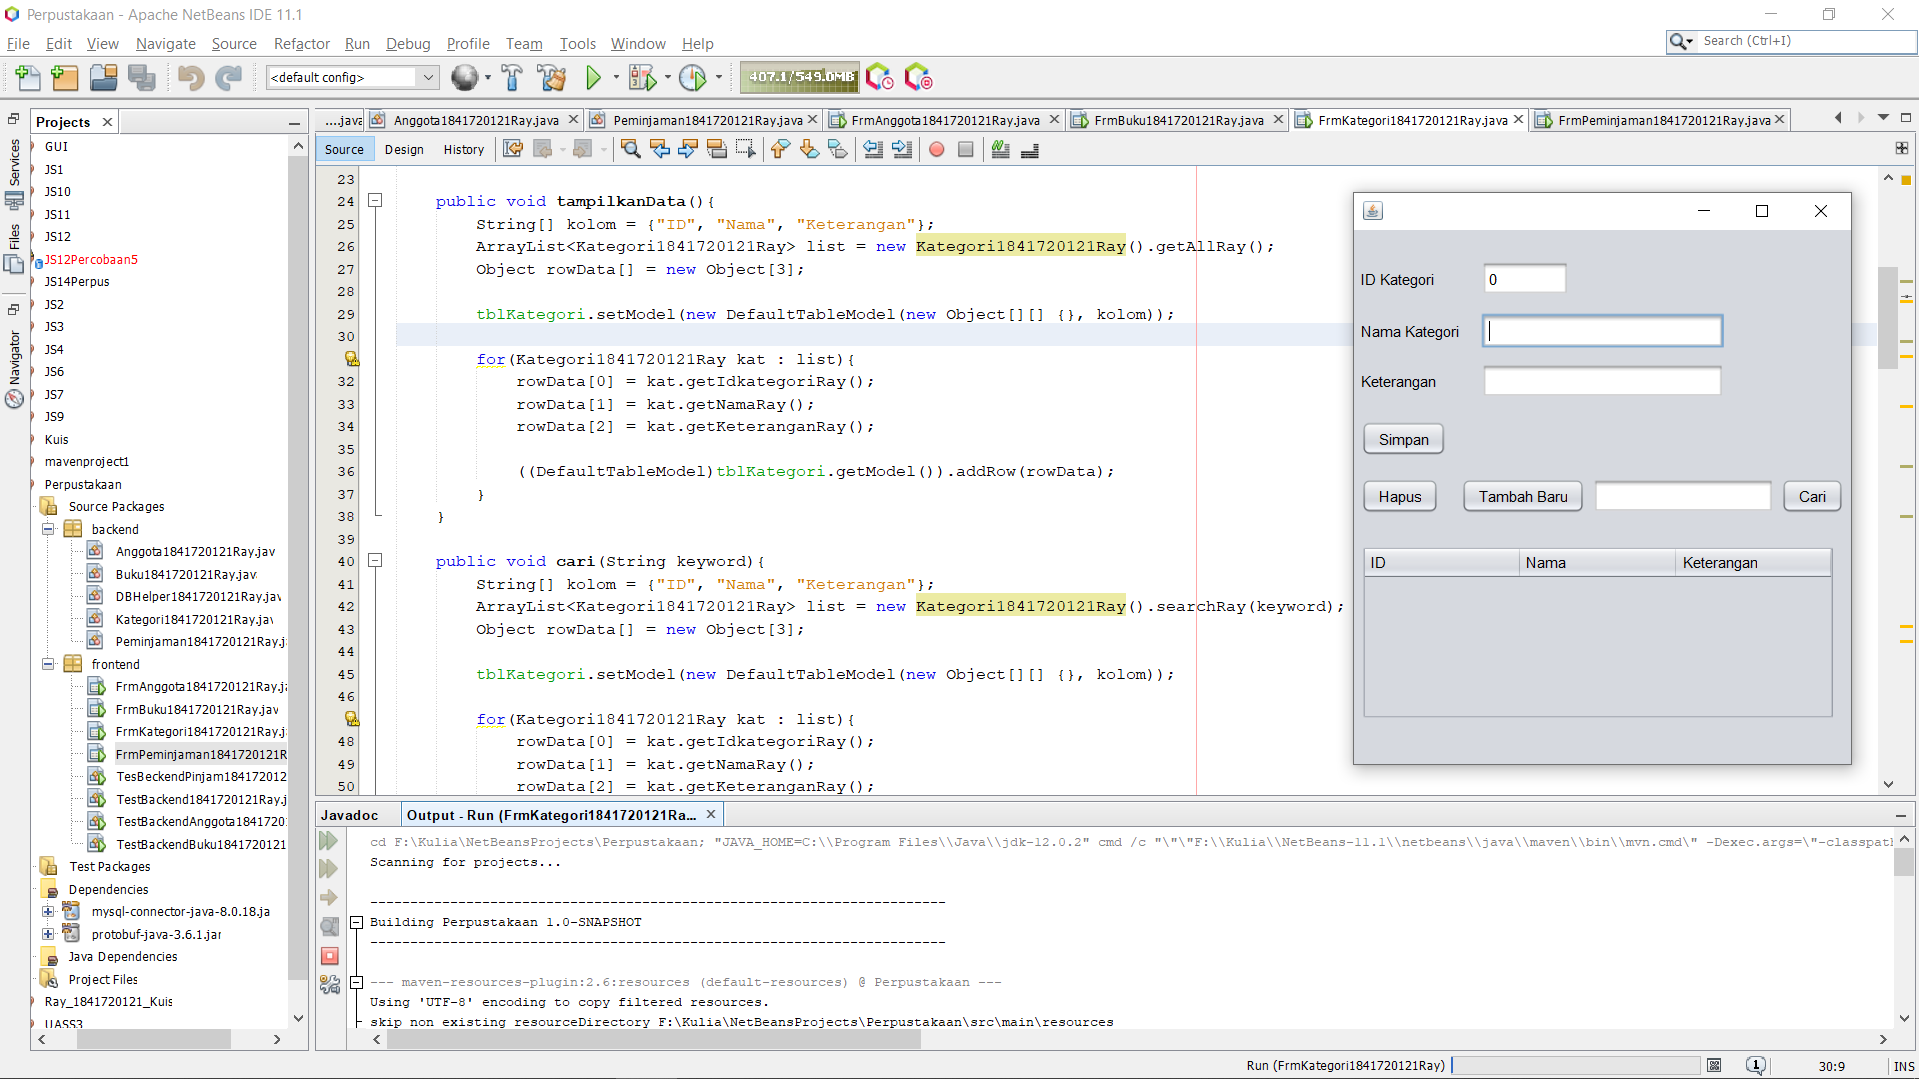 Perpustakaan - Apache NetBeans IDE 11.1
File Edit View Navigate Source Refactor Run Debug Profile Team Tools Window Help
Search (Ctrl+I)
<default config>
407.1/549.0MB
Projects
Services
Files
Navigator
GUI
JS1
JS10
JS11
JS12
JS12Percobaan5
JS14Perpus
JS2
JS3
JS4
JS6
JS7
JS9
Kuis
mavenproject1
Perpustakaan
Source Packages
backend
Anggota1841720121Ray.jav
Buku1841720121Ray.jav
DBHelper1841720121Ray.jav
Kategori1841720121Ray.jav
Peminjaman1841720121Ray.j
frontend
FrmAnggota1841720121Ray.ja
FrmBuku1841720121Ray.jav
FrmKategori1841720121Ray.j
FrmPeminjaman1841720121R
TesBeckendPinjam184172012
TestBackend1841720121Ray.j
TestBackendAnggota184172O
TestBackendBuku1841720121
Test Packages
Dependencies
mysql-connector-java-8.0.18.ja
protobuf-java-3.6.1.jar
Java Dependencies
Project Files
Ray_1841720121_Kuis
UASS3
....java Anggota1841720121Ray.java Peminjaman1841720121Ray.java FrmAnggota1841720121Ray.java FrmBuku1841720121Ray.java FrmKategori1841720121Ray.java FrmPeminjaman1841720121Ray.java
Source Design History
23
24 public void tampilkanData(){
25 String[] kolom = {"ID", "Nama", "Keterangan"};
26 ArrayList<Kategori1841720121Ray> list = new Kategori1841720121Ray().getAllRay();
27 Object rowData[] = new Object[3];
28
29 tblKategori.setModel(new DefaultTableModel(new Object[][] {}, kolom));
30
for(Kategori1841720121Ray kat : list){
32 rowData[0] = kat.getIdkategoriRay();
33 rowData[1] = kat.getNamaRay();
34 rowData[2] = kat.getKeteranganRay();
35
36 ((DefaultTableModel)tblKategori.getModel()).addRow(rowData);
37 }
38 }
39
40 public void cari(String keyword){
41 String[] kolom = {"ID", "Nama", "Keterangan"};
42 ArrayList<Kategori1841720121Ray> list = new Kategori1841720121Ray().searchRay(keyword);
43 Object rowData[] = new Object[3];
44
45 tblKategori.setModel(new DefaultTableModel(new Object[][] {}, kolom));
46
for(Kategori1841720121Ray kat : list){
48 rowData[0] = kat.getIdkategoriRay();
49 rowData[1] = kat.getNamaRay();
50 rowData[2] = kat.getKeteranganRay();
ID Kategori 0
Nama Kategori
Keterangan
Simpan
Hapus Tambah Baru Cari
ID Nama Keterangan
Javadoc Output - Run (FrmKategori1841720121Ra...
cd F:\Kulia\NetBeansProjects\Perpustakaan; "JAVA_HOME=C:\\Program Files\\Java\\jdk-12.0.2" cmd /c "\"\"F:\\Kulia\\NetBeans-11.1\\netbeans\\java\\maven\\bin\\mvn.cmd\" -Dexec.args=\"-classpath
Scanning for projects...
------------------------------------------------------------------------
Building Perpustakaan 1.0-SNAPSHOT
------------------------------------------------------------------------
--- maven-resources-plugin:2.6:resources (default-resources) @ Perpustakaan ---
Using 'UTF-8' encoding to copy filtered resources.
skip non existing resourceDirectory F:\Kulia\NetBeansProjects\Perpustakaan\src\main\resources
Run (FrmKategori1841720121Ray) 1 30:9 INS